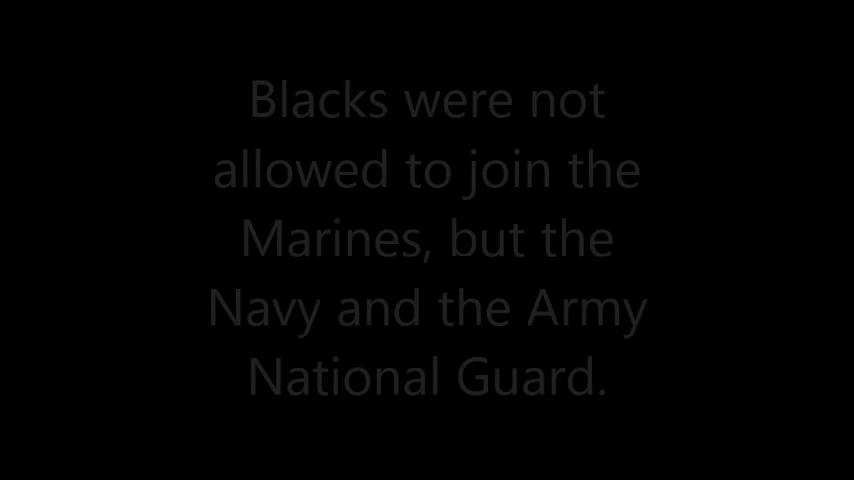 Blacks were not
allowed to join the
Marines, but the
Navy and the Army
National Guard.